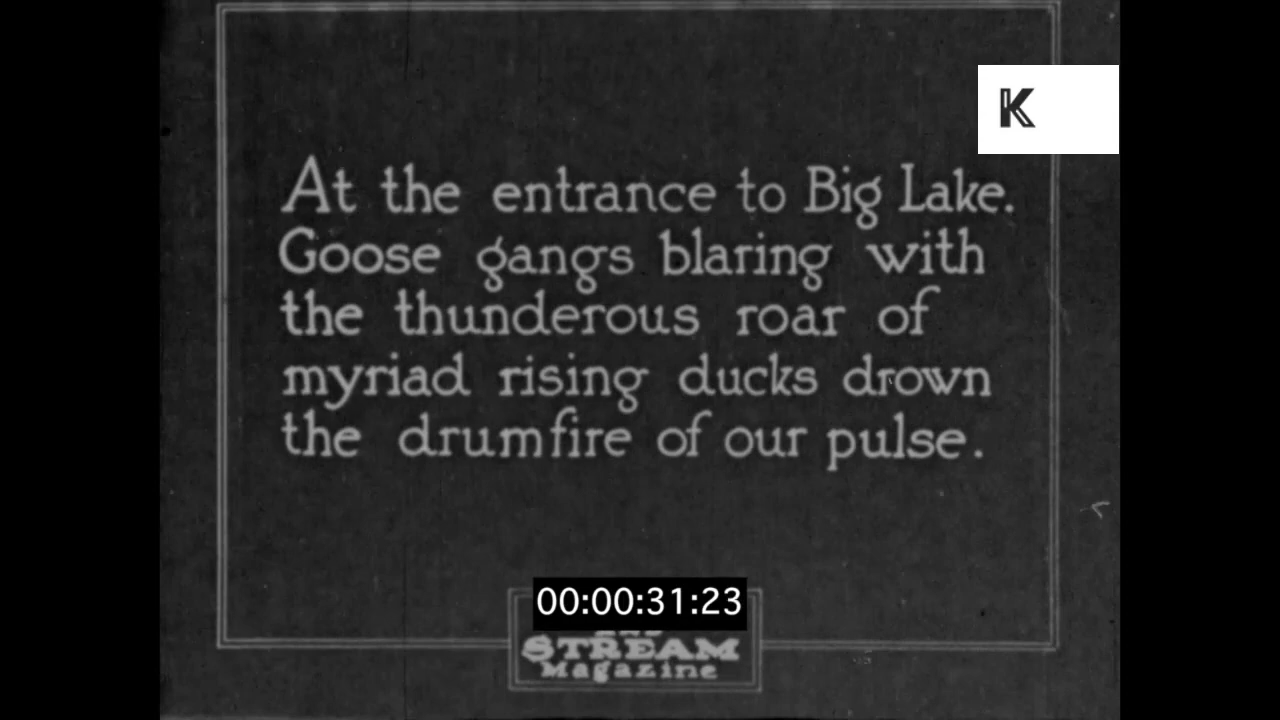 K
At the entrance to Big Lake.
Goose gangs blaring with
the thunderous roar of
myriad rising ducks drown
the drumfire of our pulse.
00:00:31:23
STREAM
Magazine